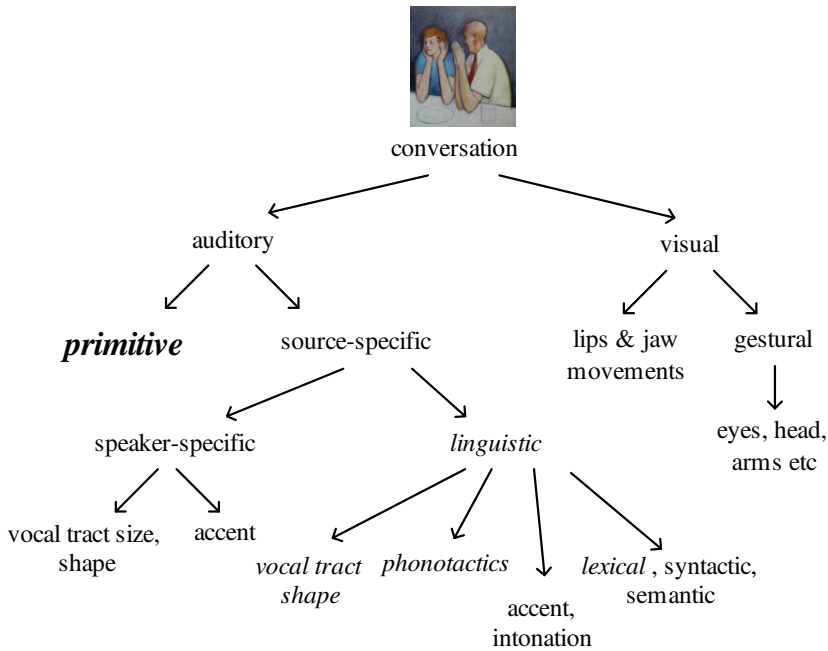 conversation
auditory
visual
primitive
source-specific
lips & jaw
movements
gestural
speaker-specific
linguistic
eyes, head,
arms etc
vocal tract size,
shape
accent
vocal tract
shape
phonotactics
accent,
intonation
lexical , syntactic,
semantic